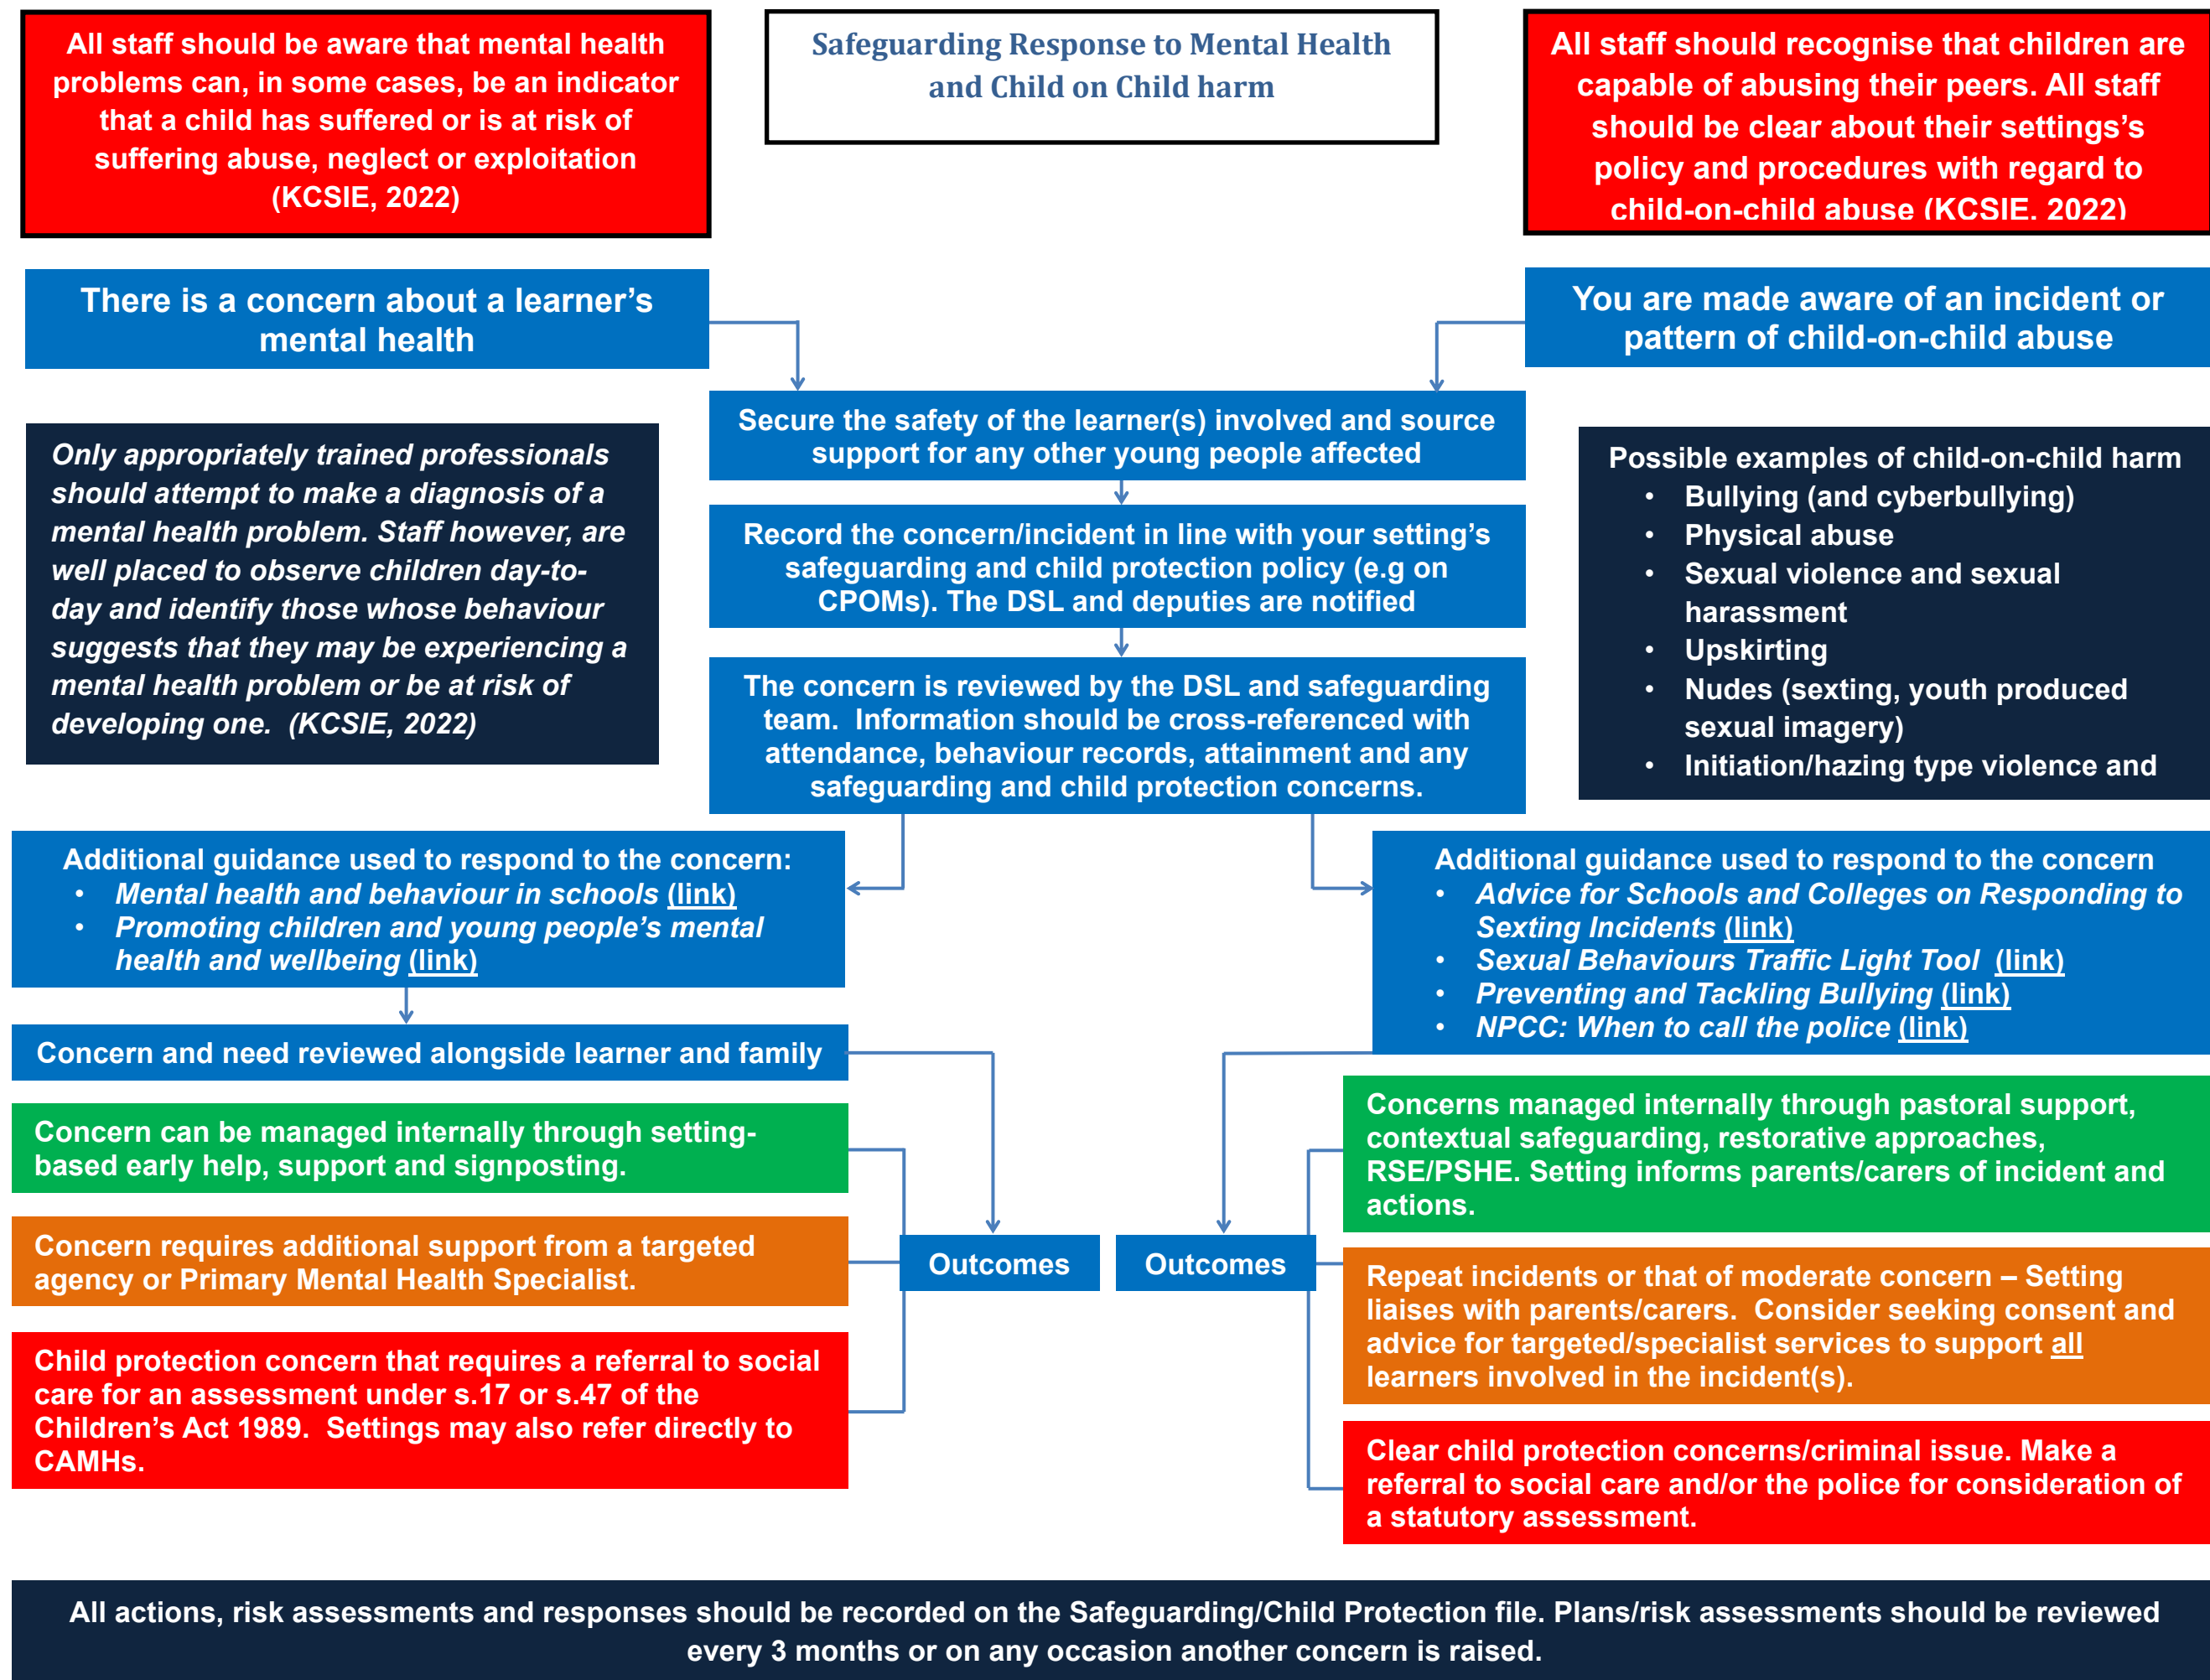 All staff should be aware that mental health
problems can, in some cases, be an indicator
that a child has suffered or is at risk of
suffering abuse, neglect or exploitation
(KCSIE, 2022)
Safeguarding Response to Mental Health
and Child on Child harm
All staff should recognise that children are
capable of abusing their peers. All staff
should be clear about their settings's
policy and procedures with regard to
child-on-child abuse (KCSIE. 2022)
There is a concern about a learner’s
mental health
You are made aware of an incident or
pattern of child-on-child abuse
Secure the safety of the learner(s) involved and source
support for any other young people affected
Only appropriately trained professionals
should attempt to make a diagnosis of a
mental health problem. Staff however, are
well placed to observe children day-to-
day and identify those whose behaviour
suggests that they may be experiencing a
mental health problem or be at risk of
developing one.  (KCSIE, 2022)
Record the concern/incident in line with your setting’s
safeguarding and child protection policy (e.g on
CPOMs). The DSL and deputies are notified
Possible examples of child-on-child harm
• Bullying (and cyberbullying)
• Physical abuse
• Sexual violence and sexual
harassment
• Upskirting
• Nudes (sexting, youth produced
sexual imagery)
• Initiation/hazing type violence and
The concern is reviewed by the DSL and safeguarding
team.  Information should be cross-referenced with
attendance, behaviour records, attainment and any
safeguarding and child protection concerns.
Additional guidance used to respond to the concern:
• Mental health and behaviour in schools (link)
• Promoting children and young people’s mental
health and wellbeing (link)
Additional guidance used to respond to the concern
• Advice for Schools and Colleges on Responding to
Sexting Incidents (link)
• Sexual Behaviours Traffic Light Tool  (link)
• Preventing and Tackling Bullying (link)
• NPCC: When to call the police (link)
Concern and need reviewed alongside learner and family
Concern can be managed internally through setting-
based early help, support and signposting.
Concern requires additional support from a targeted
agency or Primary Mental Health Specialist.
Child protection concern that requires a referral to social
care for an assessment under s.17 or s.47 of the
Children’s Act 1989.  Settings may also refer directly to
CAMHs.
Outcomes
Outcomes
Concerns managed internally through pastoral support,
contextual safeguarding, restorative approaches,
RSE/PSHE. Setting informs parents/carers of incident and
actions.
Repeat incidents or that of moderate concern – Setting
liaises with parents/carers.  Consider seeking consent and
advice for targeted/specialist services to support all
learners involved in the incident(s).
Clear child protection concerns/criminal issue. Make a
referral to social care and/or the police for consideration of
a statutory assessment.
All actions, risk assessments and responses should be recorded on the Safeguarding/Child Protection file. Plans/risk assessments should be reviewed
every 3 months or on any occasion another concern is raised.